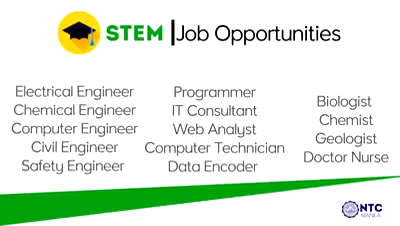 STEM | Job Opportunities
Electrical Engineer
Chemical Engineer
Computer Engineer
Civil Engineer
Safety Engineer
Programmer
IT Consultant
Web Analyst
Computer Technician
Data Encoder
Biologist
Chemist
Geologist
Doctor Nurse
NTC
MANILA